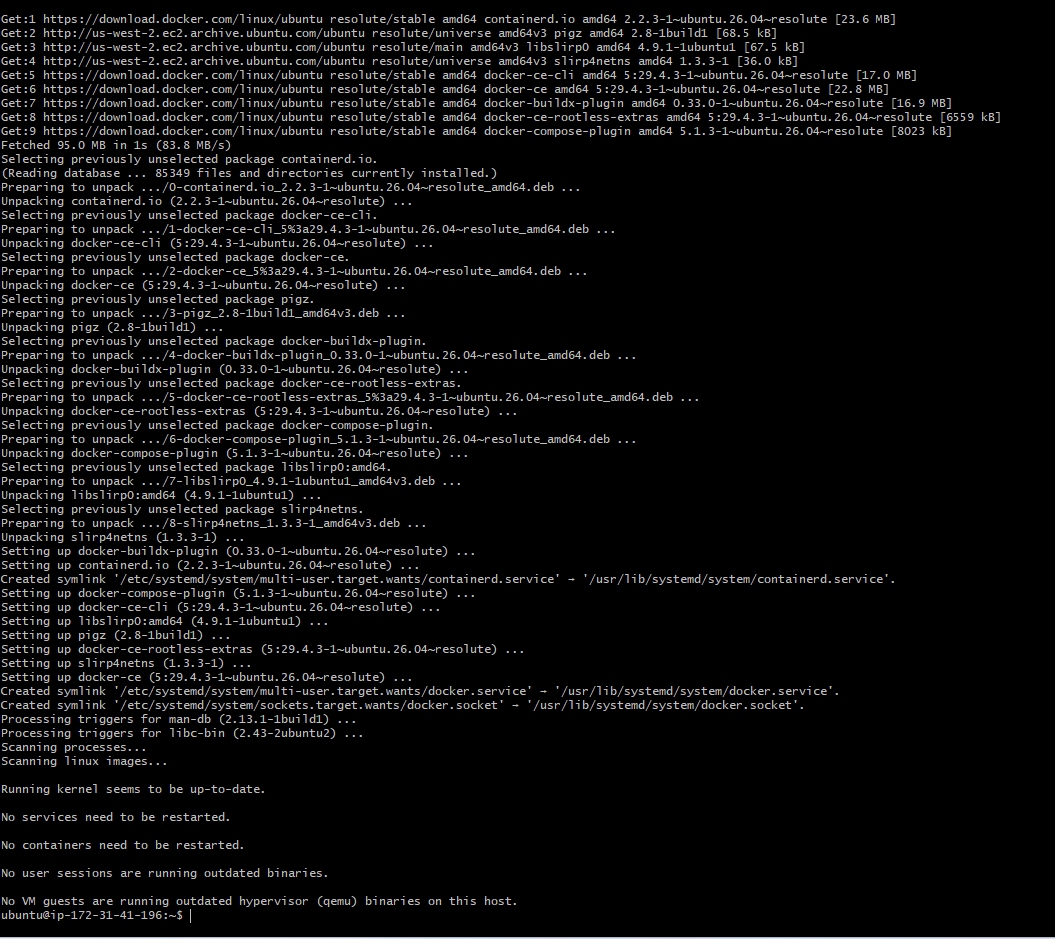 Get:1 https://download.docker.com/linux/ubuntu resolute/stable amd64 containerd.io amd64 2.2.3-1~ubuntu.26.04~resolute [23.6 MB]
Get:2 http://us-west-2.ec2.archive.ubuntu.com/ubuntu resolute/universe amd64v3 pigz amd64 2.8-1build1 [68.5 kB]
Get:3 http://us-west-2.ec2.archive.ubuntu.com/ubuntu resolute/main amd64v3 libslirp0 amd64 4.9.1-1ubuntu1 [67.5 kB]
Get:4 http://us-west-2.ec2.archive.ubuntu.com/ubuntu resolute/universe amd64v3 slirp4netns amd64 1.3.3-1 [36.0 kB]
Get:5 https://download.docker.com/linux/ubuntu resolute/stable amd64 docker-ce-cli amd64 5:29.4.3-1~ubuntu.26.04~resolute [17.0 MB]
Get:6 https://download.docker.com/linux/ubuntu resolute/stable amd64 docker-ce amd64 5:29.4.3-1~ubuntu.26.04~resolute [22.8 MB]
Get:7 https://download.docker.com/linux/ubuntu resolute/stable amd64 docker-buildx-plugin amd64 0.33.0-1~ubuntu.26.04~resolute [16.9 MB]
Get:8 https://download.docker.com/linux/ubuntu resolute/stable amd64 docker-ce-rootless-extras amd64 5:29.4.3-1~ubuntu.26.04~resolute [6559 kB]
Get:9 https://download.docker.com/linux/ubuntu resolute/stable amd64 docker-compose-plugin amd64 5.1.3-1~ubuntu.26.04~resolute [8023 kB]
Fetched 95.0 MB in 1s (83.8 MB/s)
Selecting previously unselected package containerd.io.
(Reading database ... 85349 files and directories currently installed.)
Preparing to unpack .../0-containerd.io_2.2.3-1~ubuntu.26.04~resolute_amd64.deb ...
Unpacking containerd.io (2.2.3-1~ubuntu.26.04~resolute) ...
Selecting previously unselected package docker-ce-cli.
Preparing to unpack .../1-docker-ce-cli_5%3a29.4.3-1~ubuntu.26.04~resolute_amd64.deb ...
Unpacking docker-ce-cli (5:29.4.3-1~ubuntu.26.04~resolute) ...
Selecting previously unselected package docker-ce.
Preparing to unpack .../2-docker-ce_5%3a29.4.3-1~ubuntu.26.04~resolute_amd64.deb ...
Unpacking docker-ce (5:29.4.3-1~ubuntu.26.04~resolute) ...
Selecting previously unselected package pigz.
Preparing to unpack .../3-pigz_2.8-1build1_amd64v3.deb ...
Unpacking pigz (2.8-1build1) ...
Selecting previously unselected package docker-buildx-plugin.
Preparing to unpack .../4-docker-buildx-plugin_0.33.0-1~ubuntu.26.04~resolute_amd64.deb ...
Unpacking docker-buildx-plugin (0.33.0-1~ubuntu.26.04~resolute) ...
Selecting previously unselected package docker-ce-rootless-extras.
Preparing to unpack .../5-docker-ce-rootless-extras_5%3a29.4.3-1~ubuntu.26.04~resolute_amd64.deb ...
Unpacking docker-ce-rootless-extras (5:29.4.3-1~ubuntu.26.04~resolute) ...
Selecting previously unselected package docker-compose-plugin.
Preparing to unpack .../6-docker-compose-plugin_5.1.3-1~ubuntu.26.04~resolute_amd64.deb ...
Unpacking docker-compose-plugin (5.1.3-1~ubuntu.26.04~resolute) ...
Selecting previously unselected package libslirp0:amd64.
Preparing to unpack .../7-libslirp0_4.9.1-1ubuntu1_amd64v3.deb ...
Unpacking libslirp0:amd64 (4.9.1-1ubuntu1) ...
Selecting previously unselected package slirp4netns.
Preparing to unpack .../8-slirp4netns_1.3.3-1_amd64v3.deb ...
Unpacking slirp4netns (1.3.3-1) ...
Setting up docker-buildx-plugin (0.33.0-1~ubuntu.26.04~resolute) ...
Setting up containerd.io (2.2.3-1~ubuntu.26.04~resolute) ...
Created symlink '/etc/systemd/system/multi-user.target.wants/containerd.service' → '/usr/lib/systemd/system/containerd.service'.
Setting up docker-compose-plugin (5.1.3-1~ubuntu.26.04~resolute) ...
Setting up docker-ce-cli (5:29.4.3-1~ubuntu.26.04~resolute) ...
Setting up libslirp0:amd64 (4.9.1-1ubuntu1) ...
Setting up pigz (2.8-1build1) ...
Setting up docker-ce-rootless-extras (5:29.4.3-1~ubuntu.26.04~resolute) ...
Setting up slirp4netns (1.3.3-1) ...
Setting up docker-ce (5:29.4.3-1~ubuntu.26.04~resolute) ...
Created symlink '/etc/systemd/system/multi-user.target.wants/docker.service' → '/usr/lib/systemd/system/docker.service'.
Created symlink '/etc/systemd/system/sockets.target.wants/docker.socket' → '/usr/lib/systemd/system/docker.socket'.
Processing triggers for man-db (2.13.1-1build1) ...
Processing triggers for libc-bin (2.43-2ubuntu2) ...
Scanning processes...
Scanning linux images...
Running kernel seems to be up-to-date.
No services need to be restarted.
No containers need to be restarted.
No user sessions are running outdated binaries.
No VM guests are running outdated hypervisor (qemu) binaries on this host.
ubuntu@ip-172-31-41-196:~$